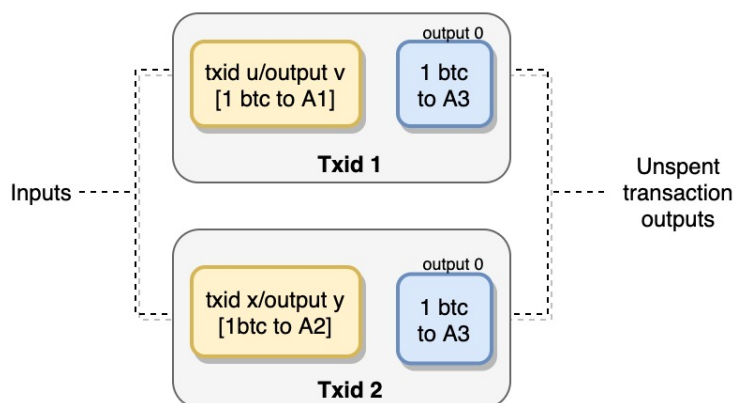 output 0
txid u/output v
[1 btc to A1]
1 btc
to A3
Txid 1
Inputs
Unspent
transaction
outputs
output 0
txid x/output y
[1btc to A2]
1 btc
to A3
Txid 2